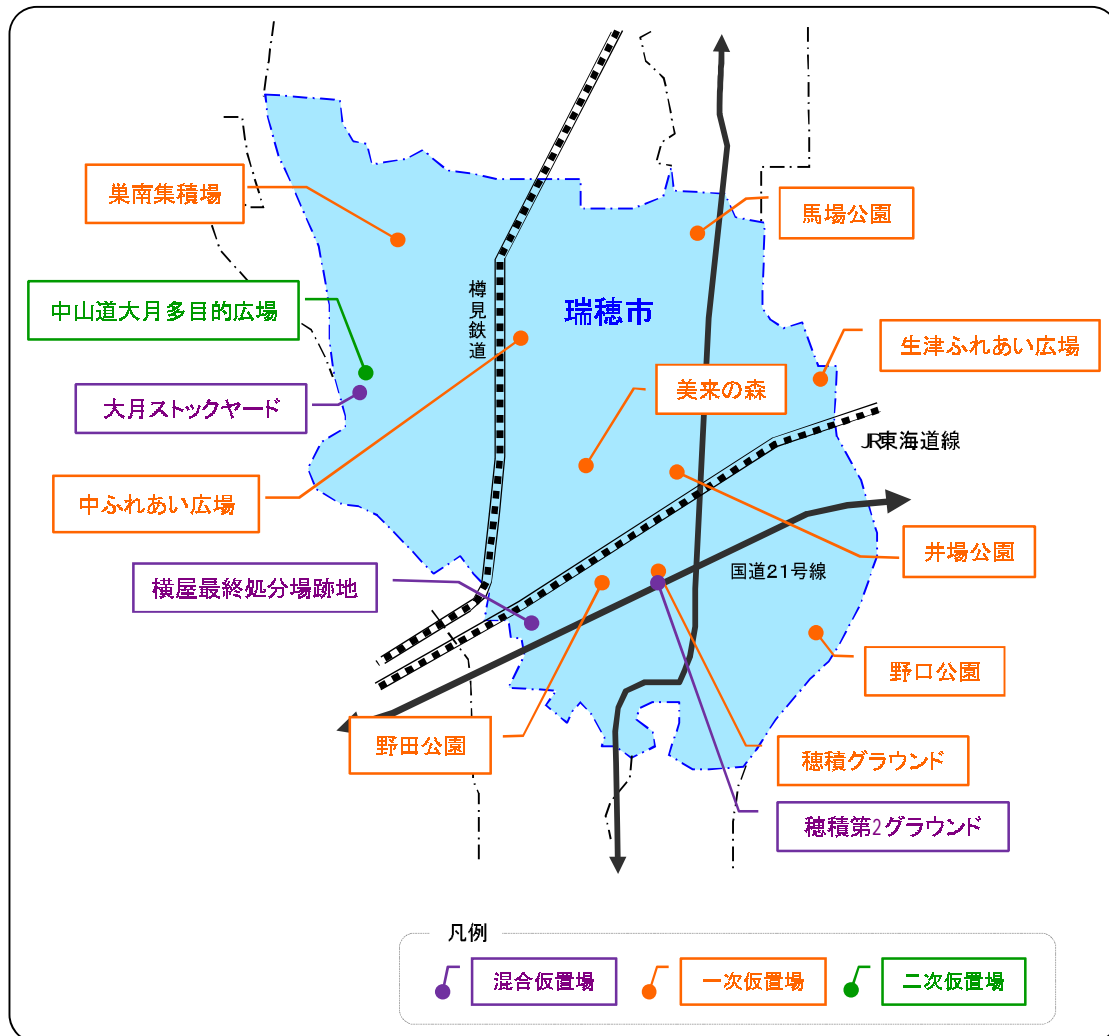 巣南集積場
馬場公園
中山道大月多目的広場
樽見鉄道
瑞穂市
生津ふれあい広場
美来の森
大月ストックヤード
JR東海道線
中ふれあい広場
井場公園
横屋最終処分場跡地
国道21号線
野口公園
野田公園
穂積グラウンド
穂積第2グラウンド
凡例
混合仮置場
一次仮置場
二次仮置場